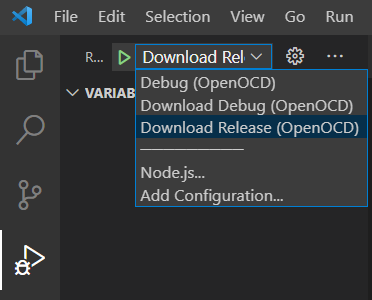 File Edit Selection View Go Run
R... Download Rel
Debug (OpenOCD)
VARIAB
Download Debug (OpenOCD)
Download Release (OpenOCD)
Node.js...
Add Configuration...